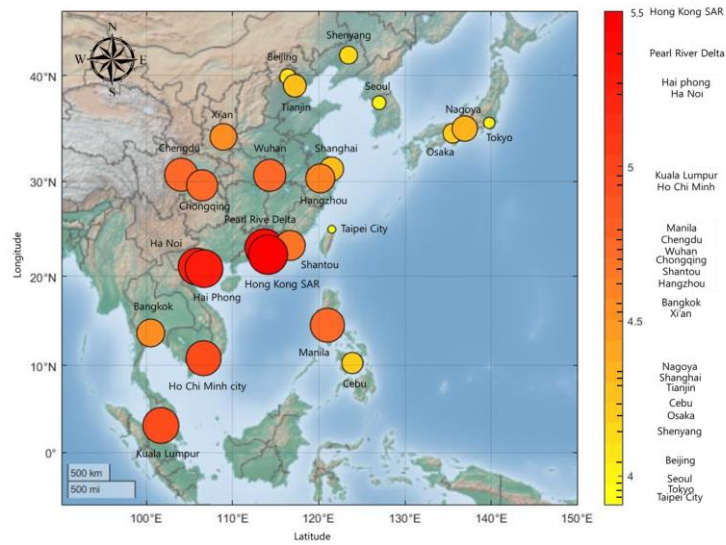 N
W E
S
Shenyang
Beijing
Tianjin
Seoul
Nagoya
Osaka
Tokyo
Xi'an
Chengdu
Wuhan
Shanghai
Chongqing
Hangzhou
Pearl Rive Delta
Taipei City
Ha Noi
Shantou
Hai Phong
Hong Kong SAR
Bangkok
Manila
Ho Chi Minh city
Cebu
Kuala Lumpur
500 km
500 mi
40°N
30°N
20°N
10°N
0°
Longitude
100°E
110°E
120°E
130°E
140°E
150°E
Latitude
5.5
5
4.5
4
Hong Kong SAR
Pearl River Delta
Hai phong
Ha Noi
Kuala Lumpur
Ho Chi Minh
Manila
Chengdu
Wuhan
Chongqing
Shantou
Hangzhou
Bangkok
Xi'an
Nagoya
Shanghai
Tianjin
Cebu
Osaka
Shenyang
Beijing
Seoul
Tokyo
Taipei City